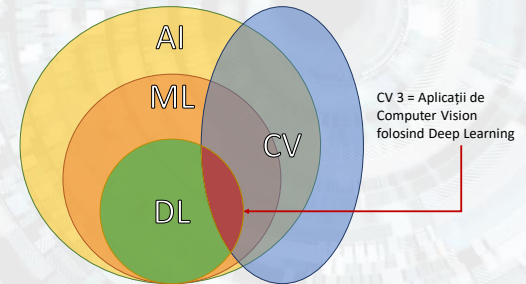 AI
ML
CV
DL
CV 3 = Aplicații de
Computer Vision
folosind Deep Learning